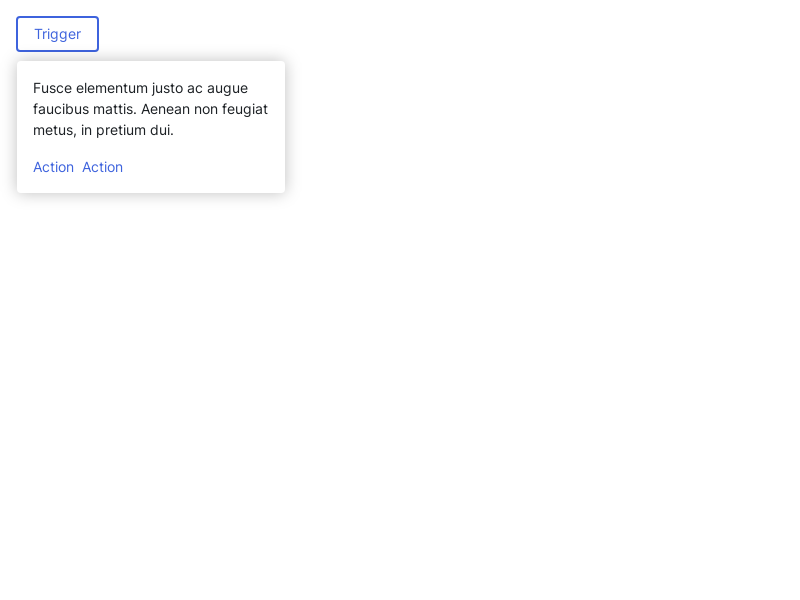 Trigger
Fusce elementum justo ac augue
faucibus mattis. Aenean non feugiat
metus, in pretium dui.
Action Action